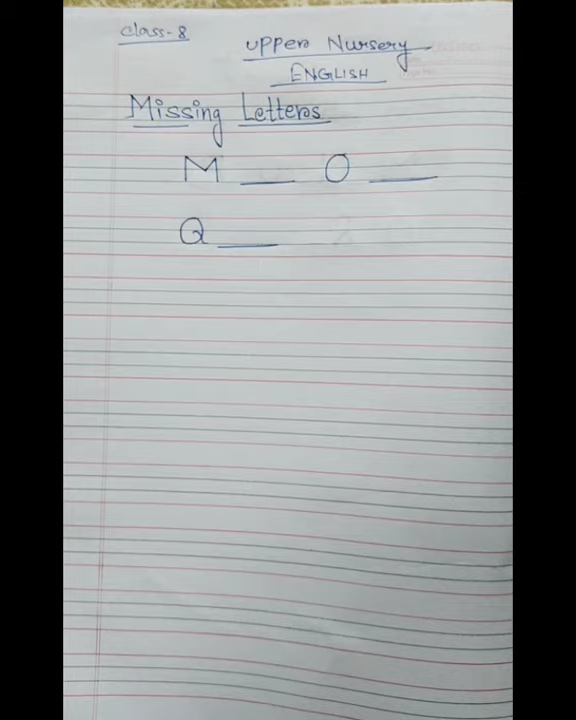 class-8
Upper Nursery
ENGLISH
Missing Letters
M ___ O ___
Q ___